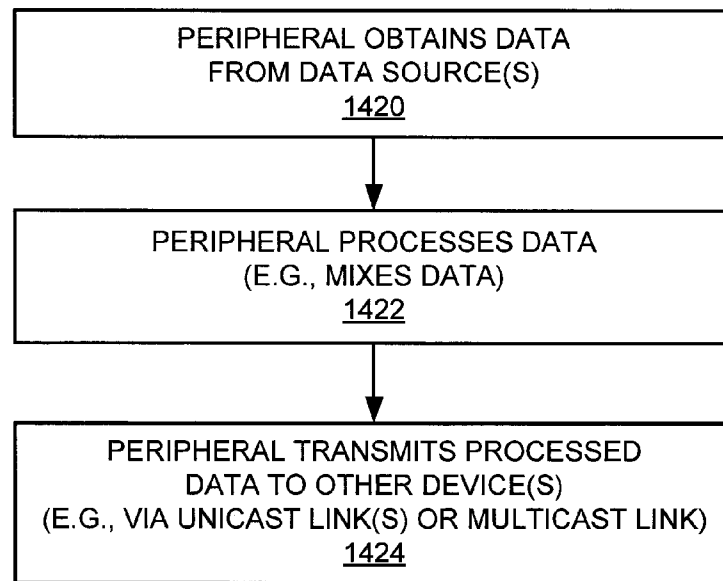 PERIPHERAL OBTAINS DATA
FROM DATA SOURCE(S)
1420
PERIPHERAL PROCESSES DATA
(E.G., MIXES DATA)
1422
PERIPHERAL TRANSMITS PROCESSED
DATA TO OTHER DEVICE(S)
(E.G., VIA UNICAST LINK(S) OR MULTICAST LINK)
1424